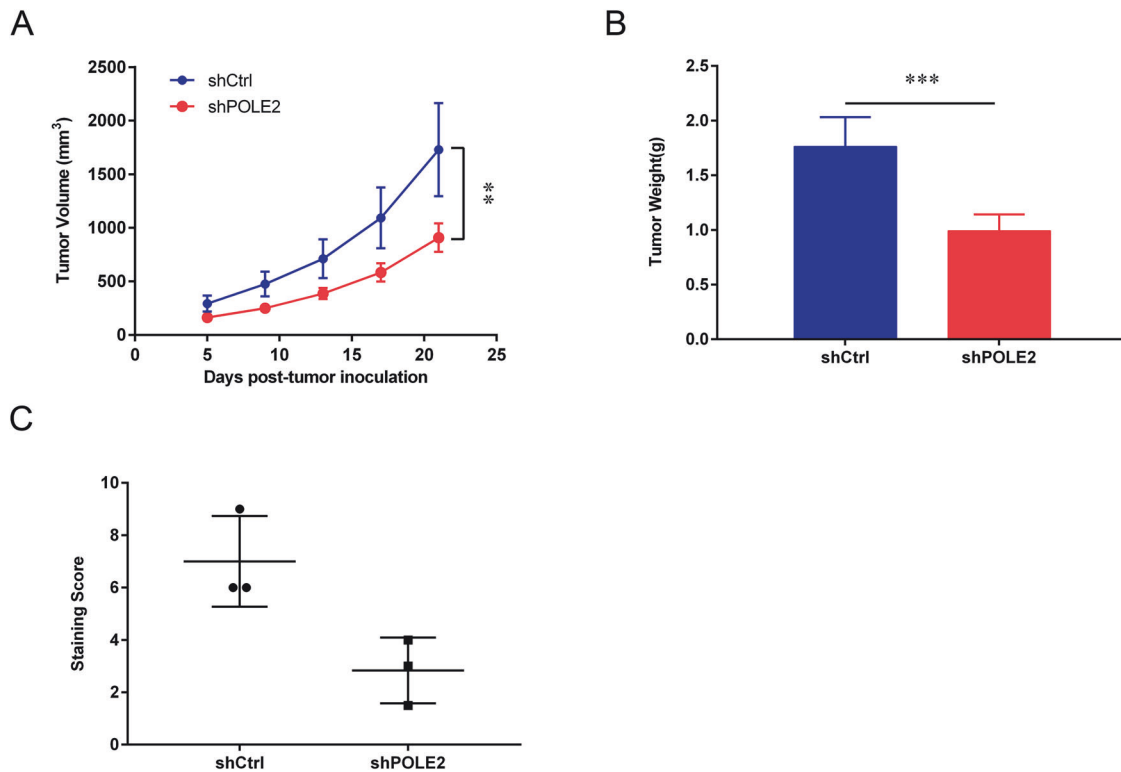 A
2500
2000
1500
1000
500
0
Tumor Volume (mm³)
shCtrl
shPOLE2
**
0 5 10 15 20 25
Days post-tumor inoculation
B
2.5
2.0
1.5
1.0
0.5
0.0
Tumor Weight(g)
***
shCtrl shPOLE2
C
10
8
6
4
2
0
Staining Score
shCtrl shPOLE2